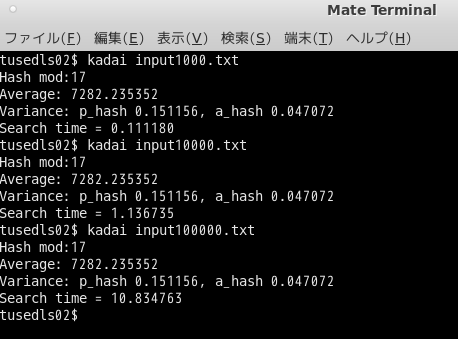 Mate Terminal
ファイル(F) 編集(E) 表示(V) 検索(S) 端末(T) ヘルプ(H)
tusedls02$ kadai input1000.txt
Hash mod:17
Average: 7282.235352
Variance: p_hash 0.151156, a_hash 0.047072
Search time = 0.111180
tusedls02$ kadai input10000.txt
Hash mod:17
Average: 7282.235352
Variance: p_hash 0.151156, a_hash 0.047072
Search time = 1.136735
tusedls02$ kadai input100000.txt
Hash mod:17
Average: 7282.235352
Variance: p_hash 0.151156, a_hash 0.047072
Search time = 10.834763
tusedls02$